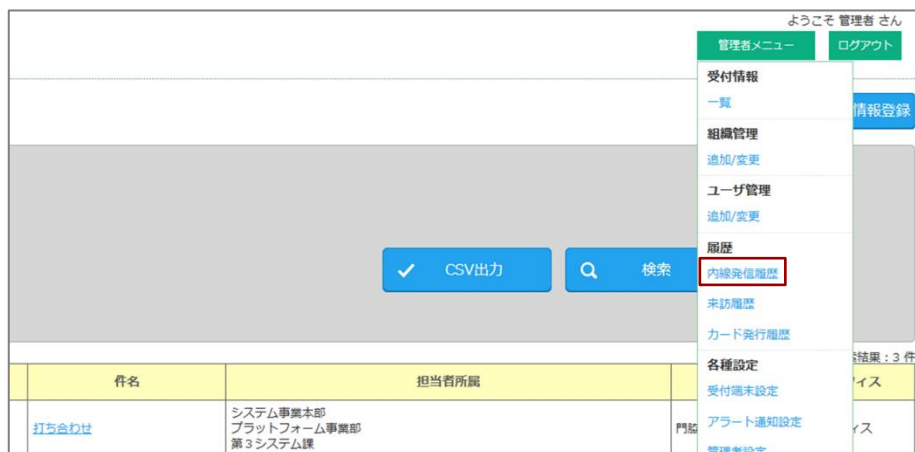 ようこそ 管理者 さん
管理者メニュー
ログアウト
受付情報
一覧
情報登録
組織管理
追加/変更
ユーザ管理
追加/変更
履歴
内線発信履歴
来訪履歴
カード発行履歴
各種設定
受付端末設定
アラート通知設定
管理者設定
CSV出力
検索
結果：3 件
件名
担当者所属
ィス
打ち合わせ
システム事業本部
プラットフォーム事業部
第３システム課
門脇
ィス